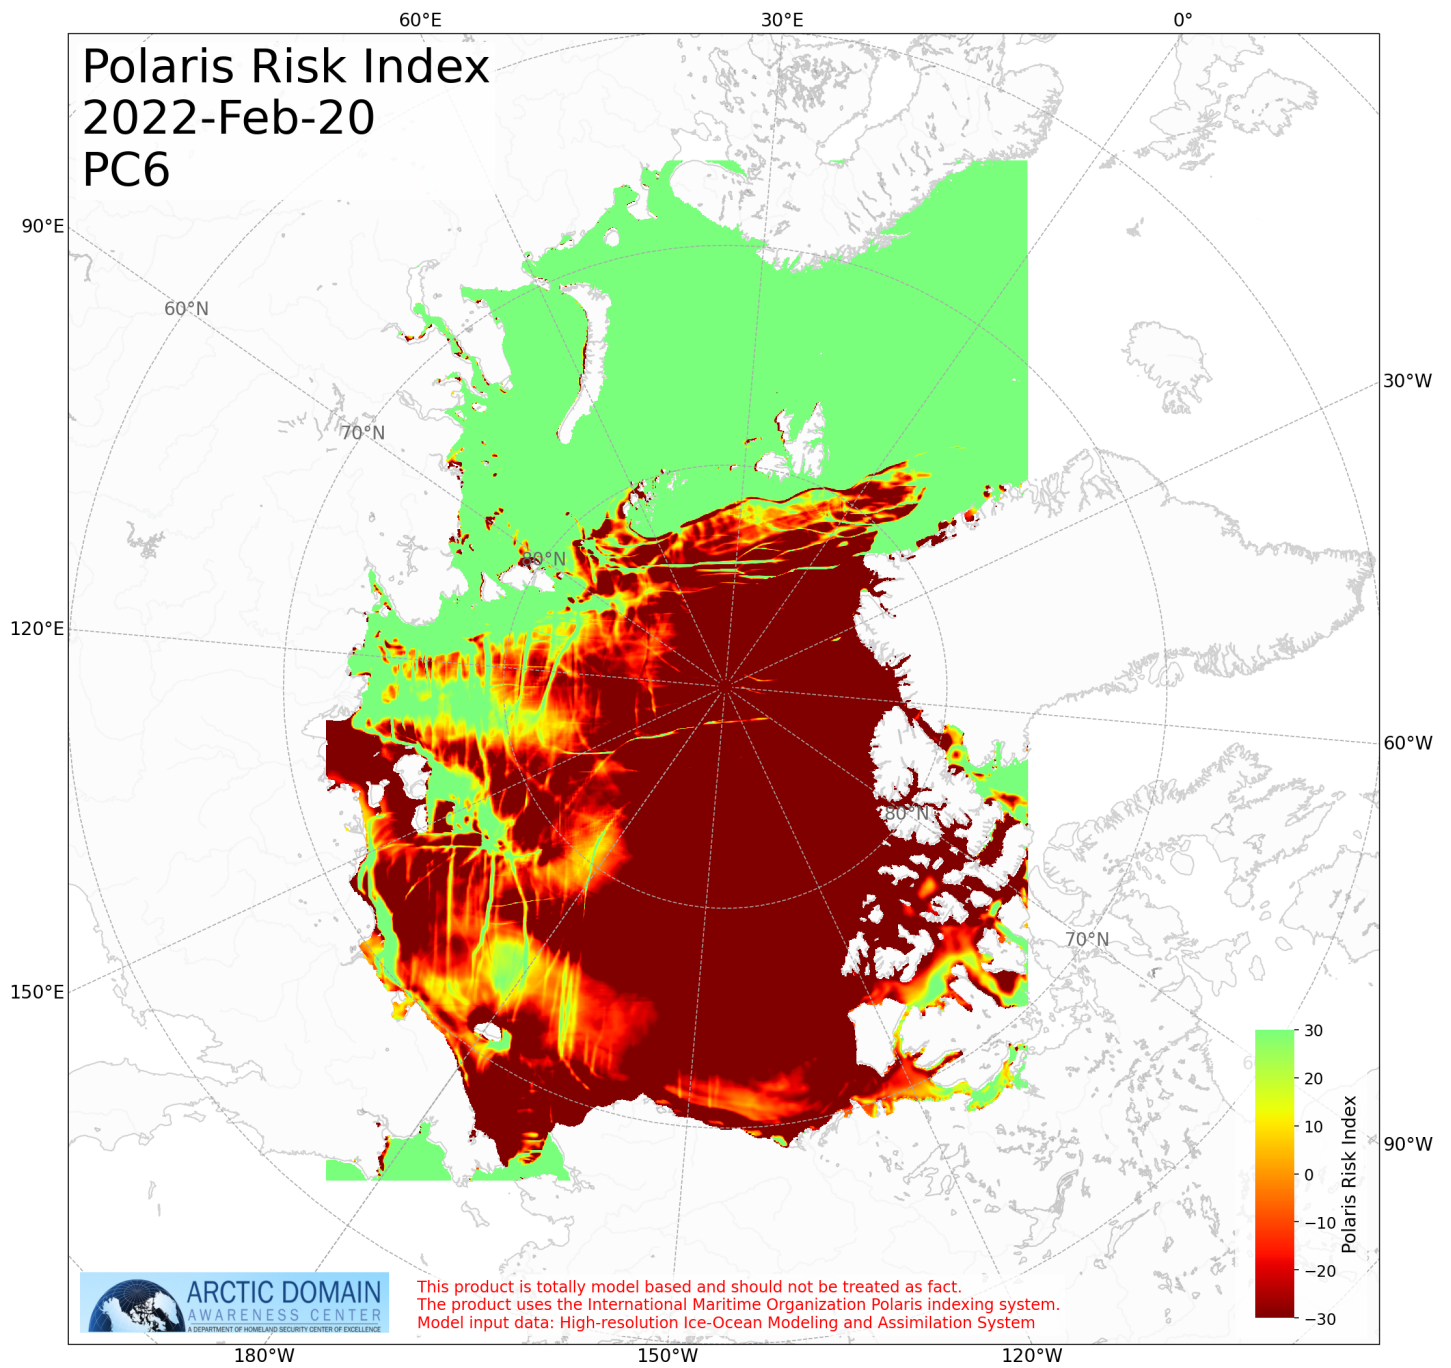 60°E
30°E
0°
Polaris Risk Index
2022-Feb-20
PC6
90°E
60°N
30°W
70°N
80°N
120°E
60°W
80°N
70°N
150°E
30
20
10
0
−10
−20
−30
Polaris Risk Index
90°W
ARCTIC DOMAIN
AWARENESS CENTER
A DEPARTMENT OF HOMELAND SECURITY CENTER OF EXCELLENCE
This product is totally model based and should not be treated as fact.
The product uses the International Maritime Organization Polaris indexing system.
Model input data: High-resolution Ice-Ocean Modeling and Assimilation System
180°W
150°W
120°W